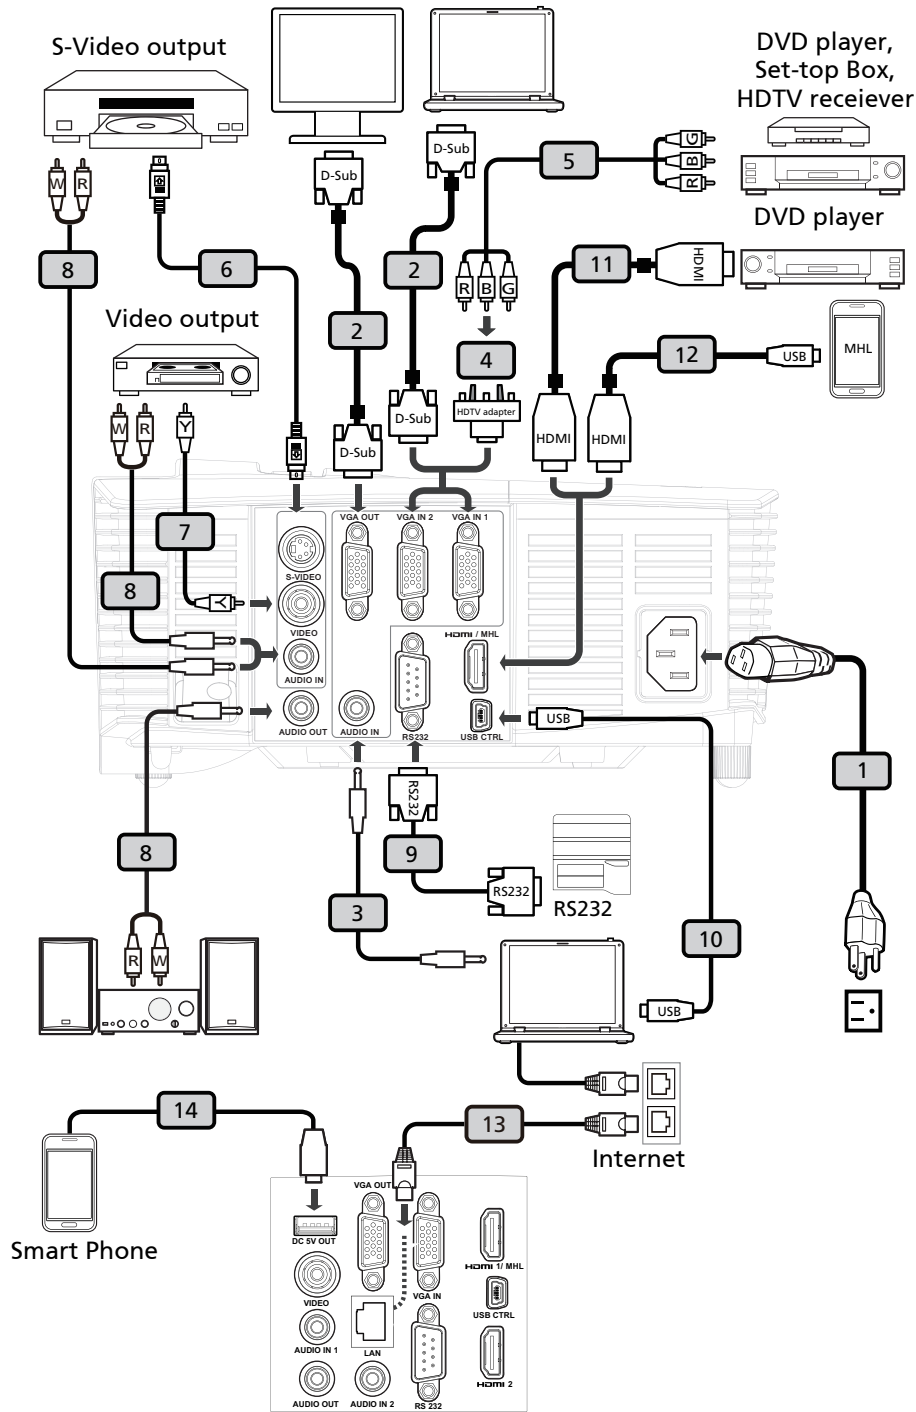 S-Video output
DVD player,
Set-top Box,
HDTV receiever
D-Sub
D-Sub
5
G
B
R
W R
DVD player
8
6
2
2
11
HDMI
R B G
Video output
4
12
USB
MHL
HDTV adapter
D-Sub
W R
Y
D-Sub
HDMI
HDMI
7
VGA OUT
VGA IN 2
VGA IN 1
S-VIDEO
8
Y
VIDEO
HDMI / MHL
AUDIO IN
AUDIO OUT
AUDIO IN
RS232
USB CTRL
USB
1
RS232
8
9
RS232
RS232
3
10
R W
USB
14
13
Internet
VGA OUT
Smart Phone
DC 5V OUT
HDMI 1/ MHL
VIDEO
VGA IN
USB CTRL
AUDIO IN 1
LAN
HDMI 2
AUDIO OUT
AUDIO IN 2
RS 232